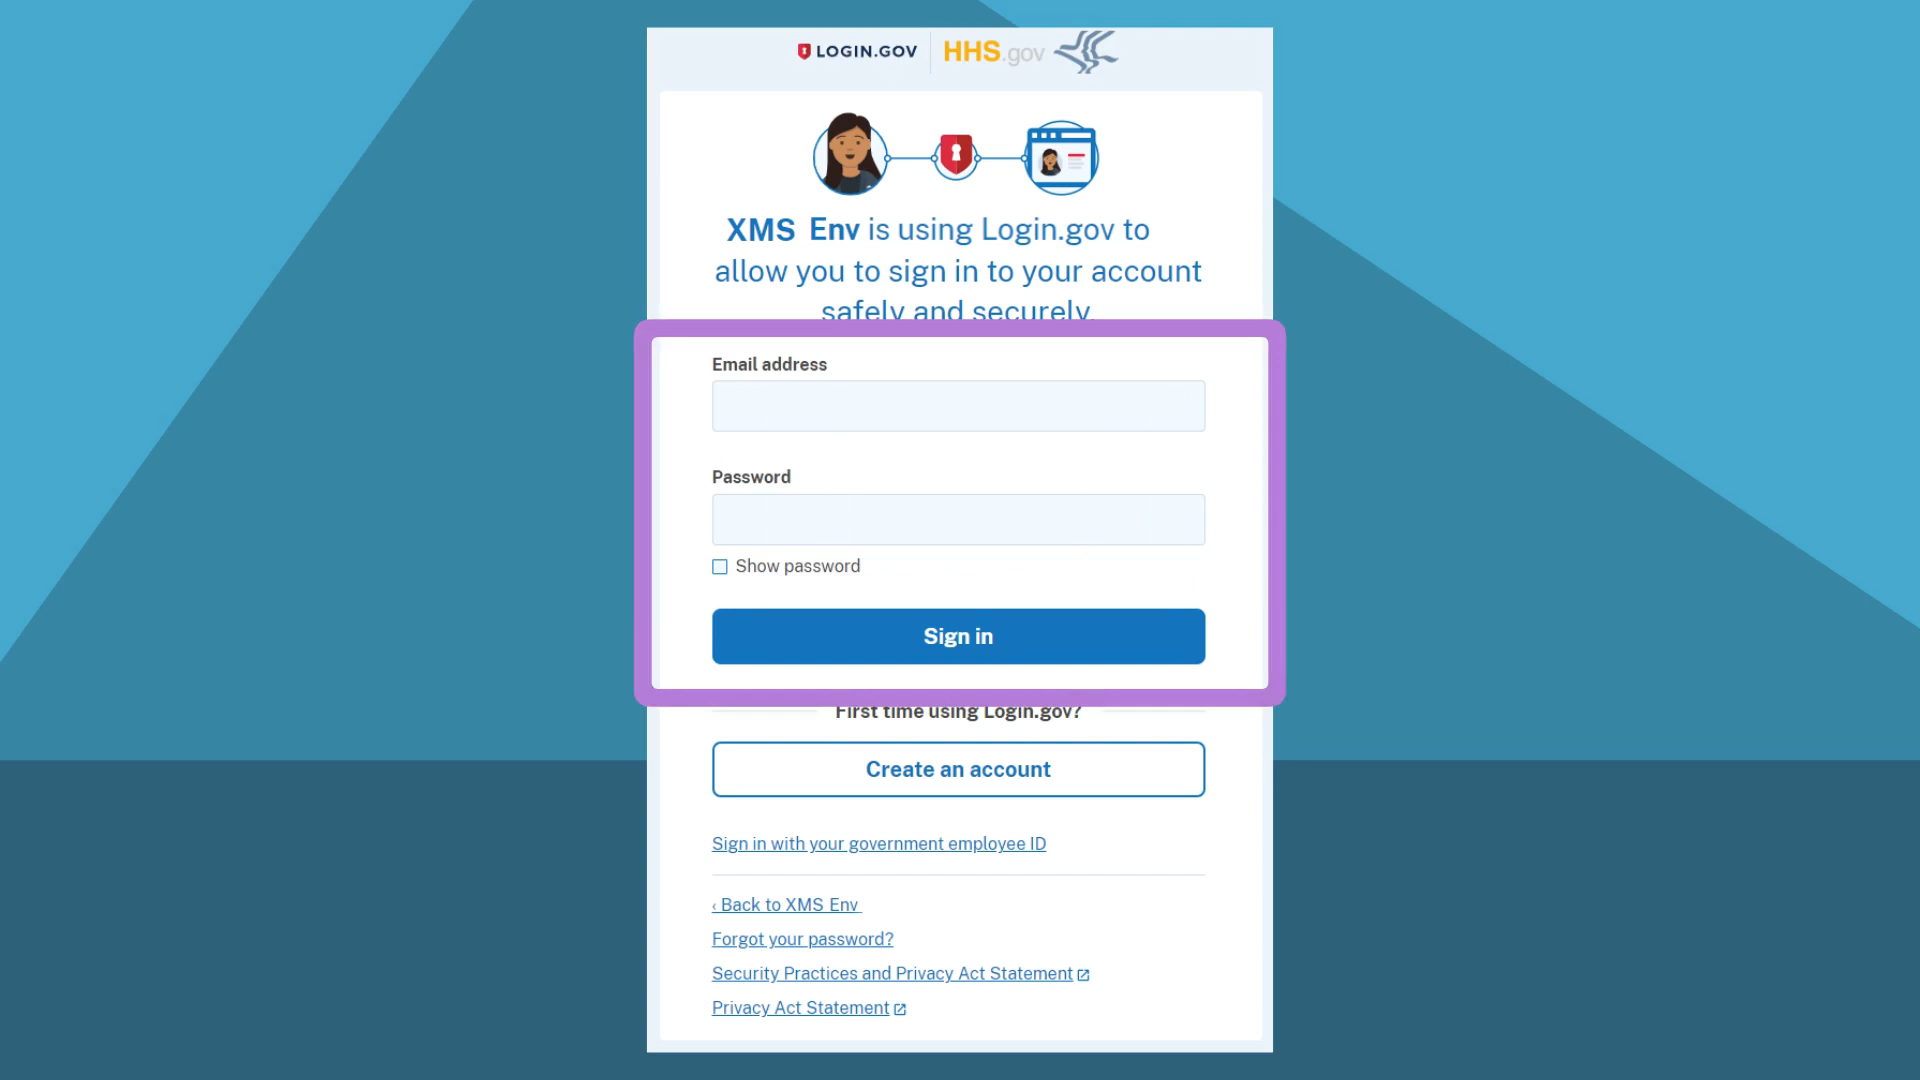 LOGIN.GOV
HHS.gov
XMS Env is using Login.gov to
allow you to sign in to your account
safely and securely.
Email address
Password
Show password
Sign in
First time using Login.gov?
Create an account
Sign in with your government employee ID
‹ Back to XMS Env
Forgot your password?
Security Practices and Privacy Act Statement
Privacy Act Statement